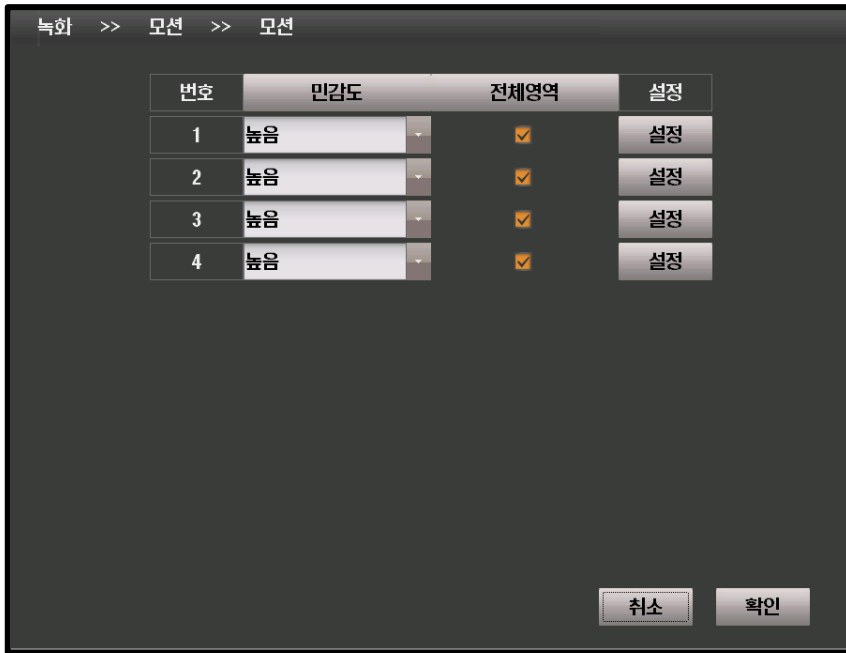 녹화 >> 모션 >> 모션
번호 민감도 전체영역 설정
1 높음 설정
2 높음 설정
3 높음 설정
4 높음 설정
취소 확인